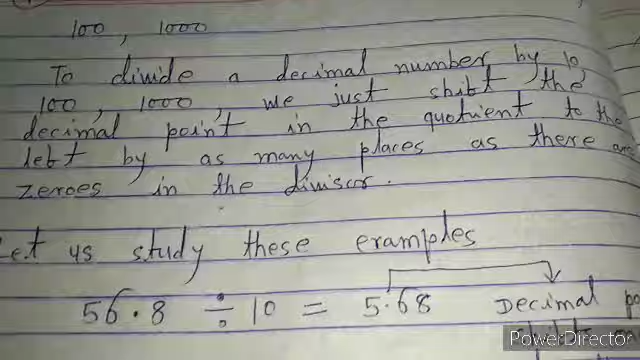 100, 1000
To divide a decimal number by 10,
100, 1000, we just shift the
decimal point in the quotient to the
left by as many places as there are
zeroes in the divisor.
Let us study these examples
56.8 ÷ 10 = 5.68 Decimal
PowerDirector